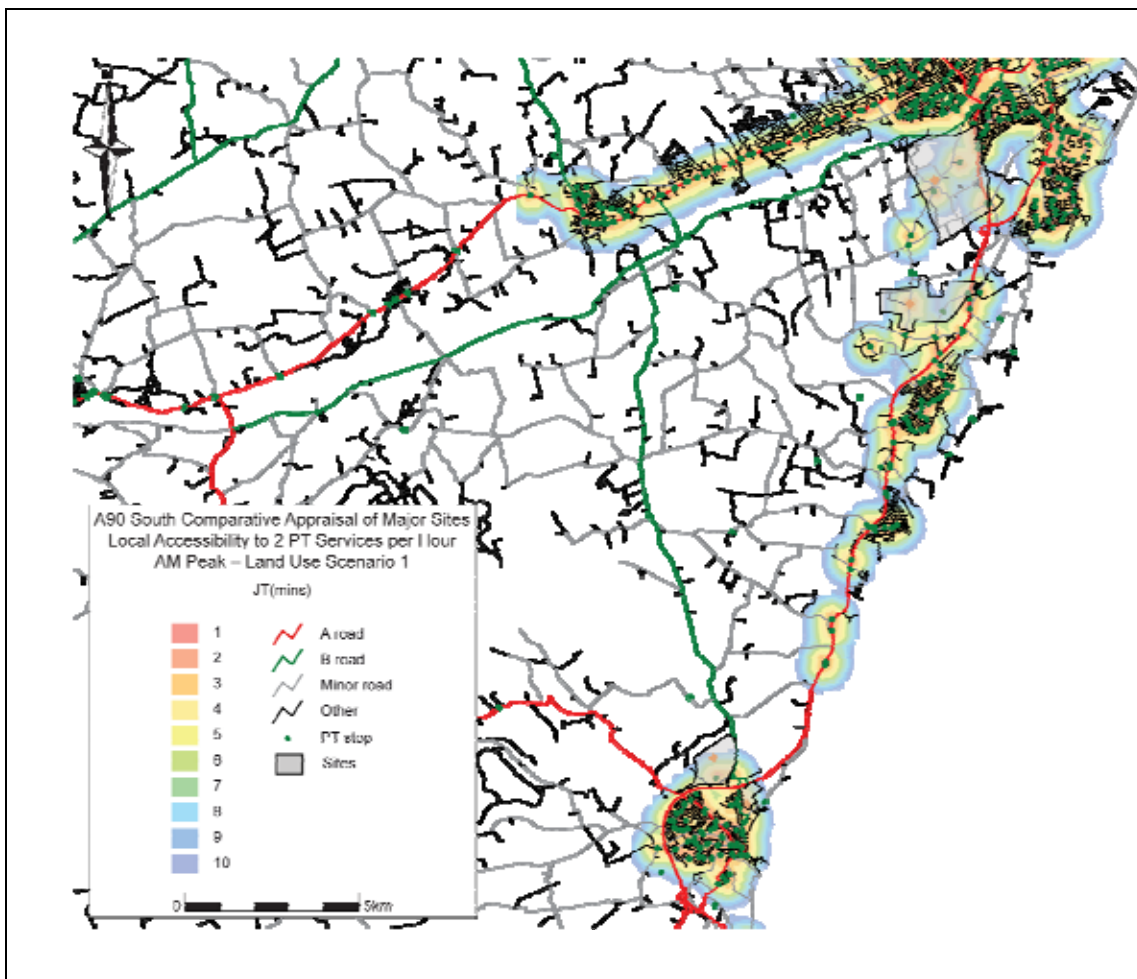 A90 South Comparative Appraisal of Major Sites
Local Accessibility to 2 PT Services per Hour
AM Peak – Land Use Scenario 1
JT(mins)
1 A road
2 B road
3 Minor road
4 Other
5 PT stop
6 Sites
7
8
9
10
0 5km